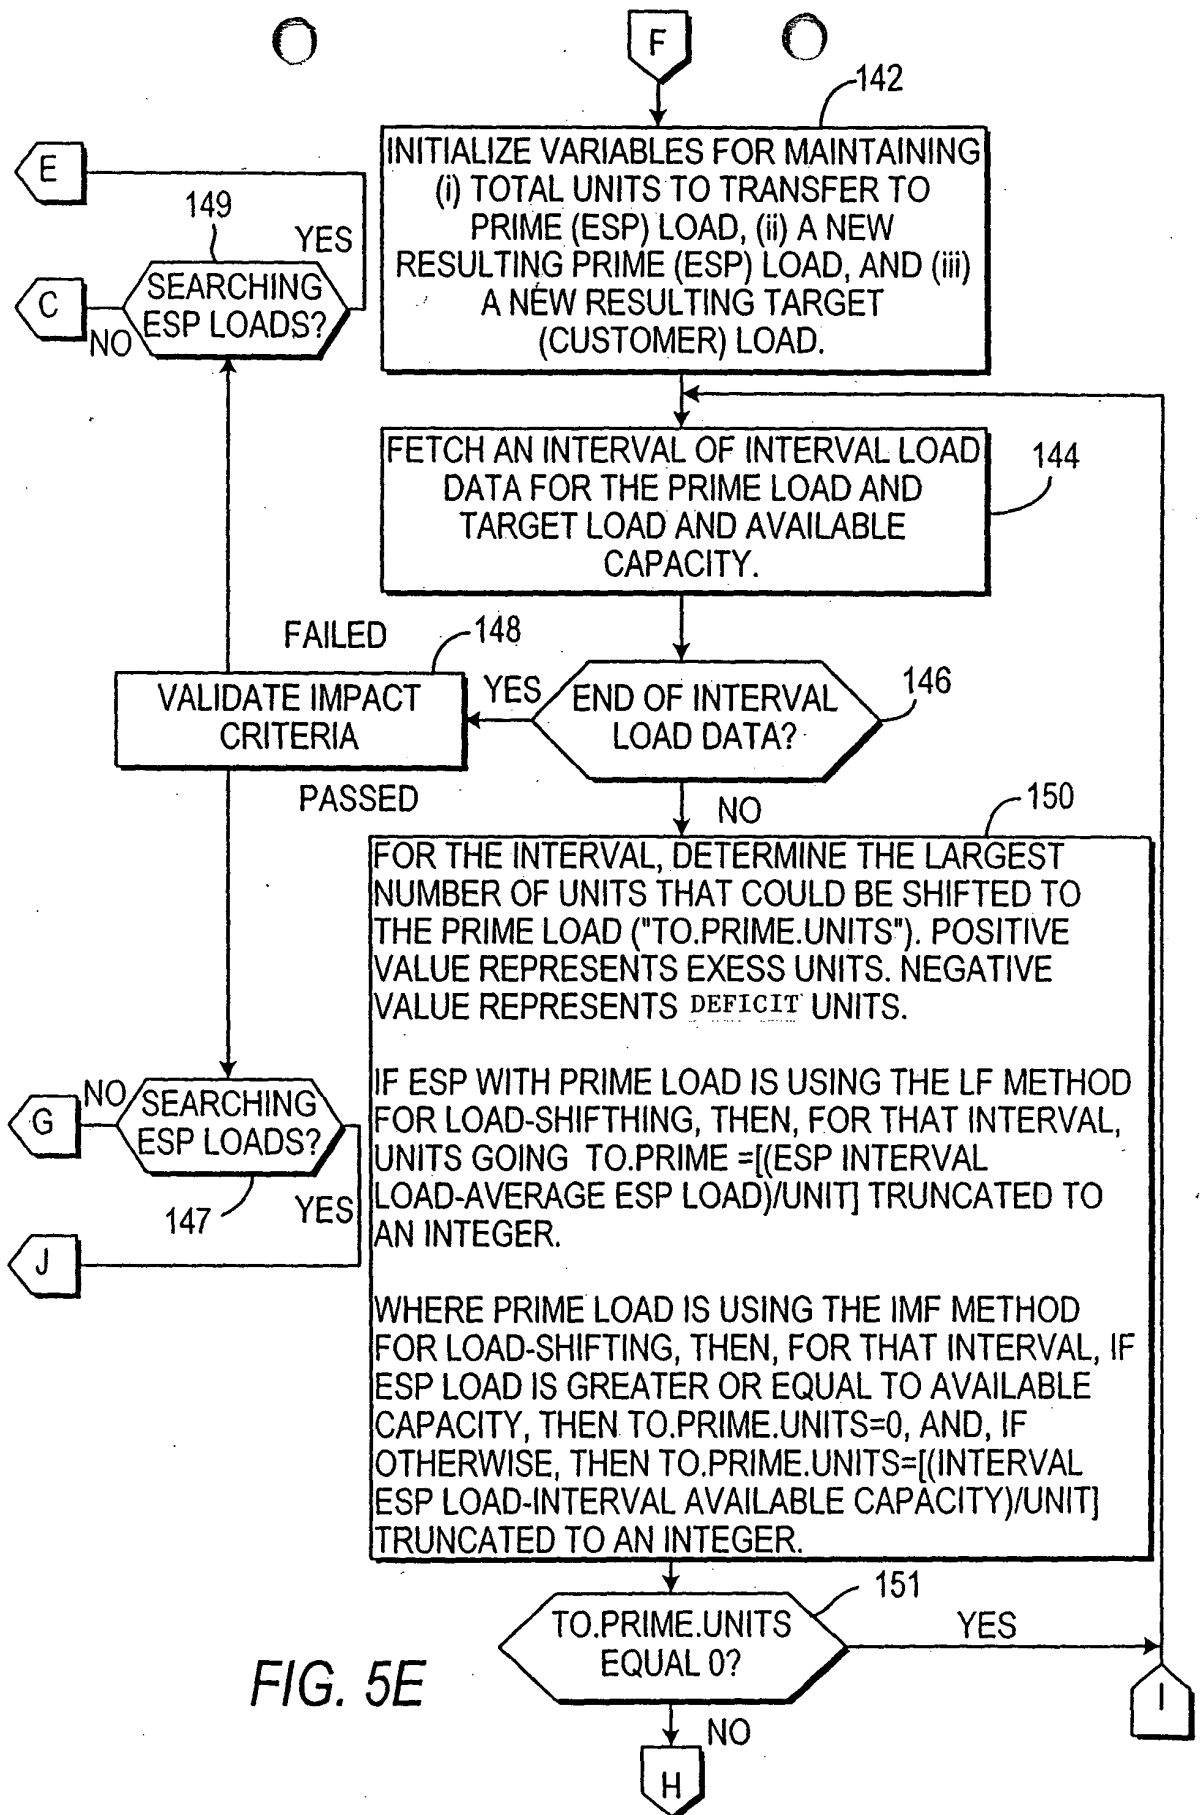 F
142
INITIALIZE VARIABLES FOR MAINTAINING
(i) TOTAL UNITS TO TRANSFER TO
PRIME (ESP) LOAD, (ii) A NEW
RESULTING PRIME (ESP) LOAD, AND (iii)
A NEW RESULTING TARGET
(CUSTOMER) LOAD.
E
149
YES
SEARCHING
ESP LOADS?
C
NO
FETCH AN INTERVAL OF INTERVAL LOAD
DATA FOR THE PRIME LOAD AND
TARGET LOAD AND AVAILABLE
CAPACITY.
144
FAILED
148
VALIDATE IMPACT
CRITERIA
YES
END OF INTERVAL
LOAD DATA?
146
PASSED
NO
150
FOR THE INTERVAL, DETERMINE THE LARGEST
NUMBER OF UNITS THAT COULD BE SHIFTED TO
THE PRIME LOAD ("TO.PRIME.UNITS"). POSITIVE
VALUE REPRESENTS EXESS UNITS. NEGATIVE
VALUE REPRESENTS DEFICIT UNITS.
IF ESP WITH PRIME LOAD IS USING THE LF METHOD
FOR LOAD-SHIFTHING, THEN, FOR THAT INTERVAL,
UNITS GOING TO.PRIME =[(ESP INTERVAL
LOAD-AVERAGE ESP LOAD)/UNIT] TRUNCATED TO
AN INTEGER.
WHERE PRIME LOAD IS USING THE IMF METHOD
FOR LOAD-SHIFTING, THEN, FOR THAT INTERVAL, IF
ESP LOAD IS GREATER OR EQUAL TO AVAILABLE
CAPACITY, THEN TO.PRIME.UNITS=0, AND, IF
OTHERWISE, THEN TO.PRIME.UNITS=[(INTERVAL
ESP LOAD-INTERVAL AVAILABLE CAPACITY)/UNIT]
TRUNCATED TO AN INTEGER.
G
NO
SEARCHING
ESP LOADS?
147
YES
J
151
TO.PRIME.UNITS
EQUAL 0?
YES
I
NO
H
FIG. 5E